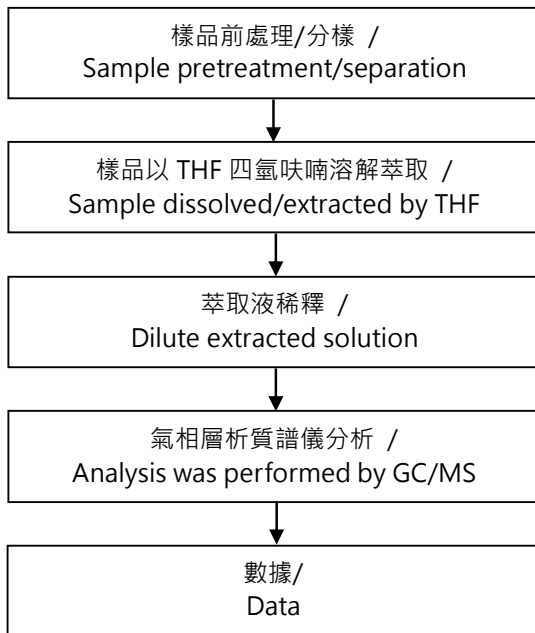 樣品前處理/分樣 /
Sample pretreatment/separation
樣品以 THF 四氫呋喃溶解萃取 /
Sample dissolved/extracted by THF
萃取液稀釋 /
Dilute extracted solution
氣相層析質譜儀分析 /
Analysis was performed by GC/MS
數據/
Data